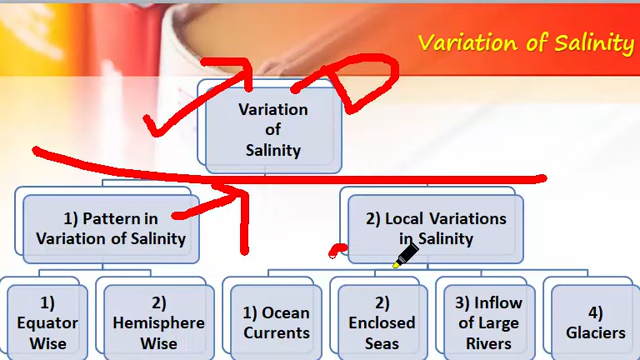 Variation of Salinity
Variation
of
Salinity
1) Pattern in
Variation of Salinity
2) Local Variations
in Salinity
1)
Equator
Wise
2)
Hemisphere
Wise
1) Ocean
Currents
2)
Enclosed
Seas
3) Inflow
of Large
Rivers
4)
Glaciers